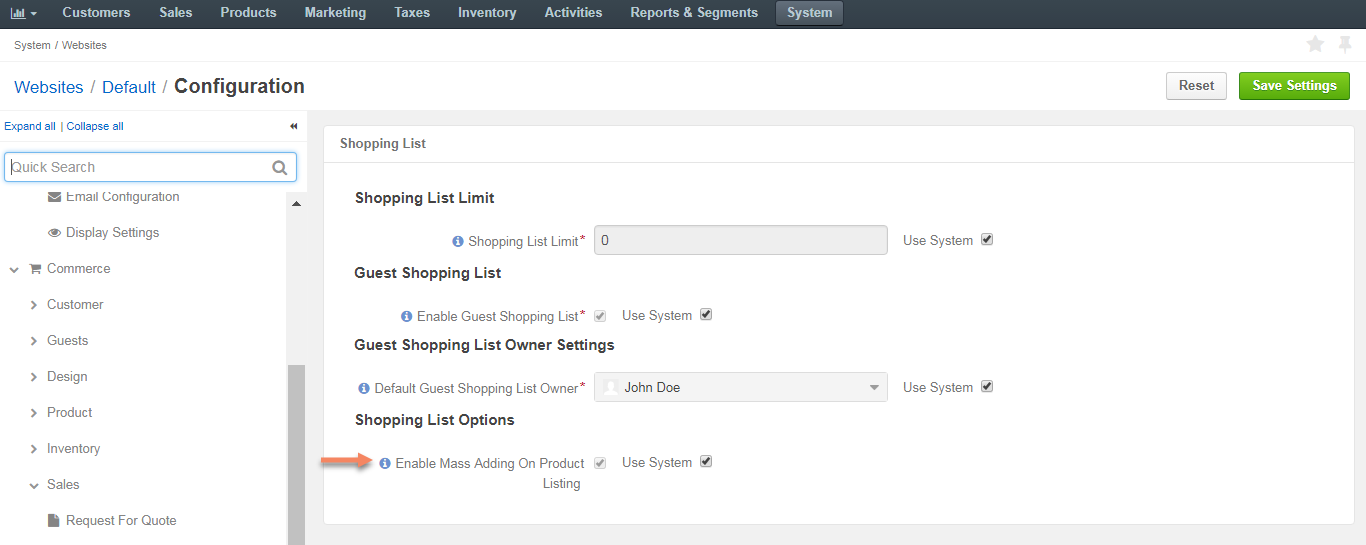 Customers Sales Products Marketing Taxes Inventory Activities Reports & Segments System
System / Websites
Websites / Default / Configuration
Reset
Save Settings
Expand all | Collapse all
Quick Search
Email Configuration
Display Settings
Commerce
Customer
Guests
Design
Product
Inventory
Sales
Request For Quote
Shopping List
Shopping List Limit
Shopping List Limit* 0 Use System
Guest Shopping List
Enable Guest Shopping List* Use System
Guest Shopping List Owner Settings
Default Guest Shopping List Owner* John Doe Use System
Shopping List Options
Enable Mass Adding On Product Use System
Listing